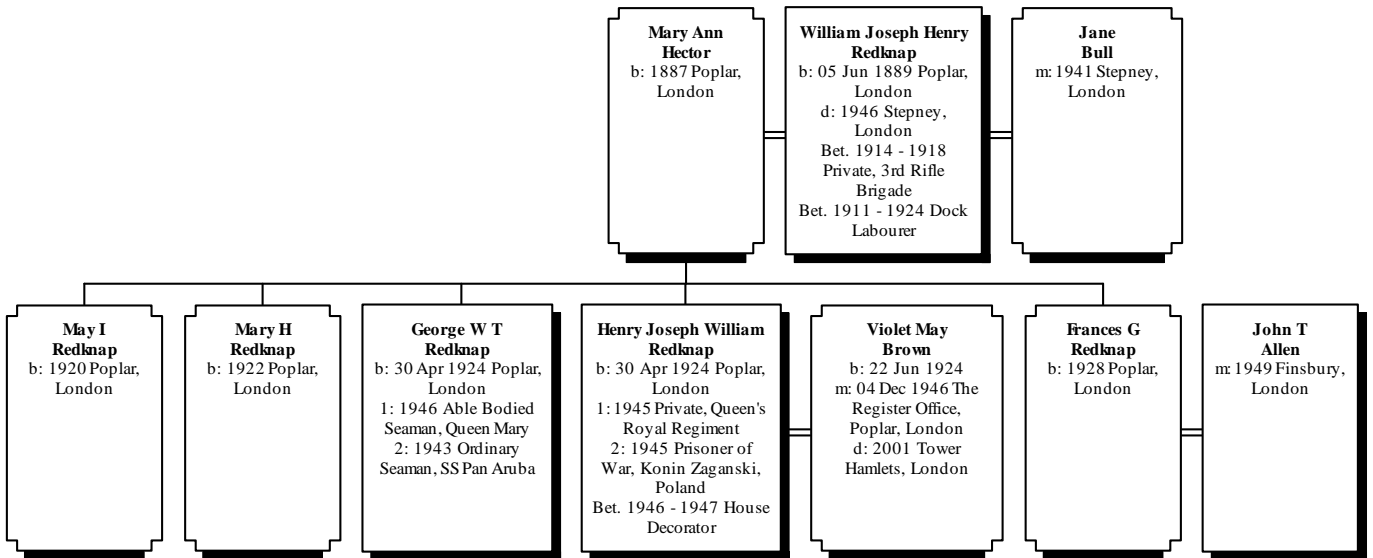 Mary Ann
Hector
b: 1887 Poplar,
London
William Joseph Henry
Redknap
b: 05 Jun 1889 Poplar,
London
d: 1946 Stepney,
London
Bet. 1914 - 1918
Private, 3rd Rifle
Brigade
Bet. 1911 - 1924 Dock
Labourer
Jane
Bull
m: 1941 Stepney,
London
May I
Redknap
b: 1920 Poplar,
London
Mary H
Redknap
b: 1922 Poplar,
London
George W T
Redknap
b: 30 Apr 1924 Poplar,
London
1: 1946 Able Bodied
Seaman, Queen Mary
2: 1943 Ordinary
Seaman, SS Pan Aruba
Henry Joseph William
Redknap
b: 30 Apr 1924 Poplar,
London
1: 1945 Private, Queen's
Royal Regiment
2: 1945 Prisoner of
War, Konin Zaganski,
Poland
Bet. 1946 - 1947 House
Decorator
Violet May
Brown
b: 22 Jun 1924
m: 04 Dec 1946 The
Register Office,
Poplar, London
d: 2001 Tower
Hamlets, London
Frances G
Redknap
b: 1928 Poplar,
London
John T
Allen
m: 1949 Finsbury,
London